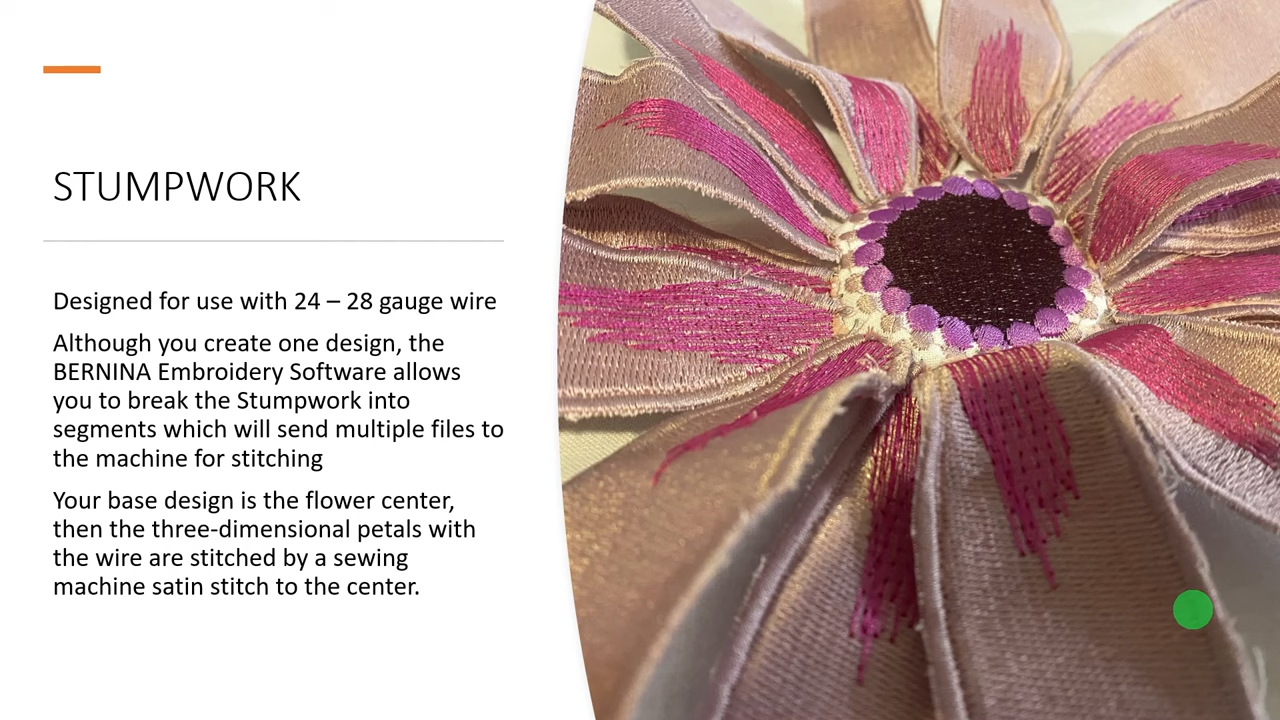 STUMPWORK
Designed for use with 24 – 28 gauge wire
Although you create one design, the
BERNINA Embroidery Software allows
you to break the Stumpwork into
segments which will send multiple files to
the machine for stitching
Your base design is the flower center,
then the three-dimensional petals with
the wire are stitched by a sewing
machine satin stitch to the center.